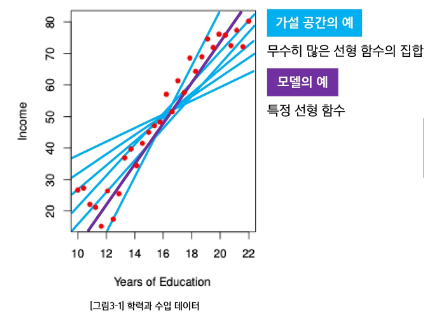 가설 공간의 예
무수히 많은 선형 함수의 집합
모델의 예
특정 선형 함수
Income
80
70
60
50
40
30
20
10 12 14 16 18 20 22
Years of Education
[그림3-1] 학력과 수입 데이터